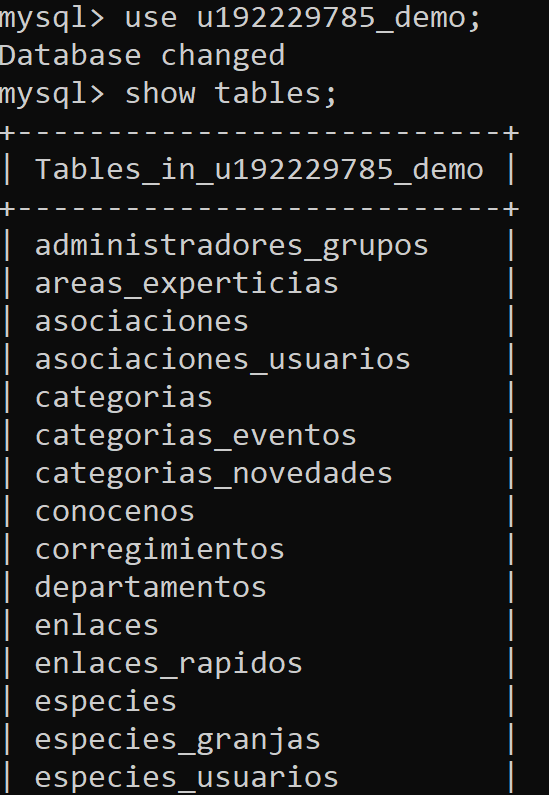 mysql> use u192229785_demo;
Database changed
mysql> show tables;
+---------------------------+
| Tables_in_u192229785_demo |
+---------------------------+
| administradores_grupos    |
| areas_experticias         |
| asociaciones              |
| asociaciones_usuarios     |
| categorias                |
| categorias_eventos        |
| categorias_novedades      |
| conocenos                 |
| corregimientos            |
| departamentos             |
| enlaces                   |
| enlaces_rapidos           |
| especies                  |
| especies_granjas          |
| especies_usuarios         |